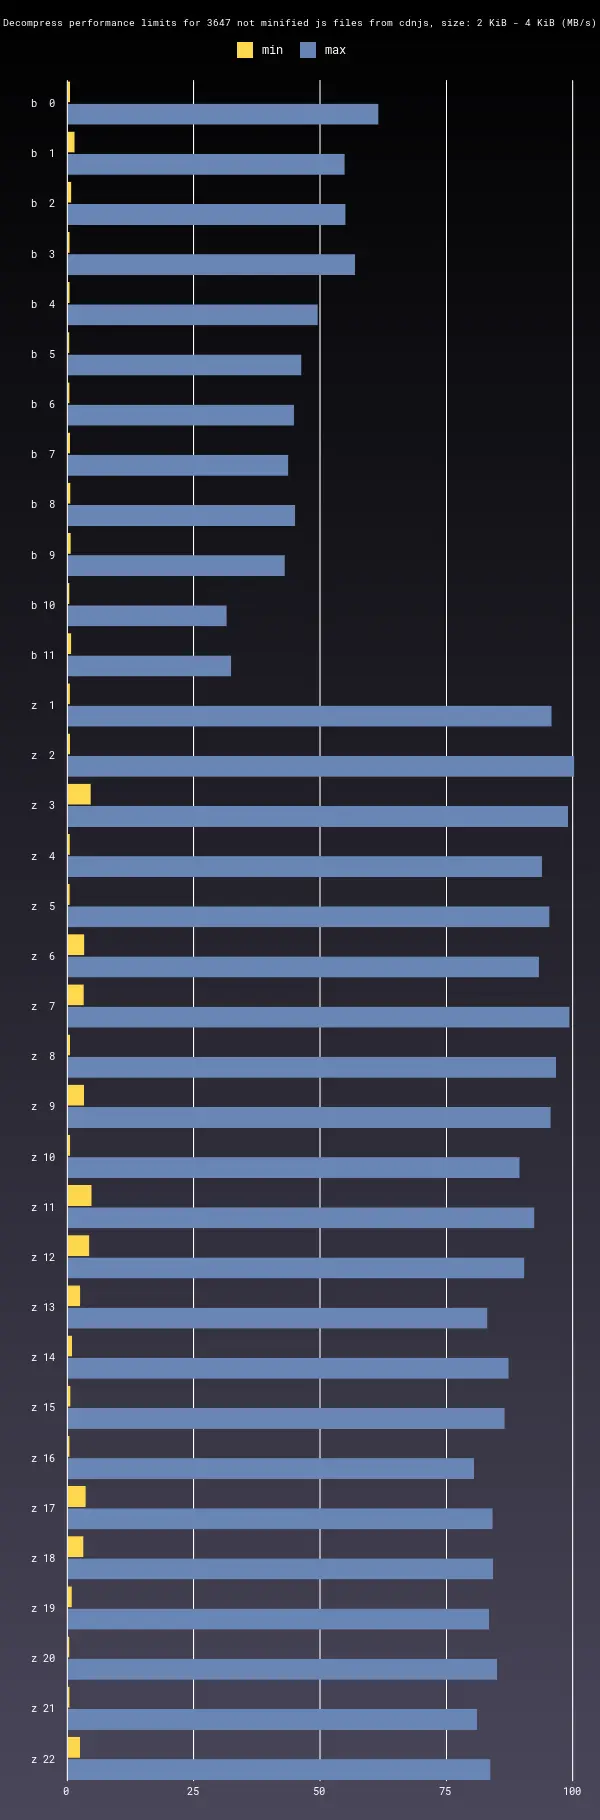 Decompress performance limits for 3647 not minified js files from cdnjs, size: 2 KiB - 4 KiB (MB/s)
min max
b 0
b 1
b 2
b 3
b 4
b 5
b 6
b 7
b 8
b 9
b 10
b 11
z 1
z 2
z 3
z 4
z 5
z 6
z 7
z 8
z 9
z 10
z 11
z 12
z 13
z 14
z 15
z 16
z 17
z 18
z 19
z 20
z 21
z 22
0 25 50 75 100